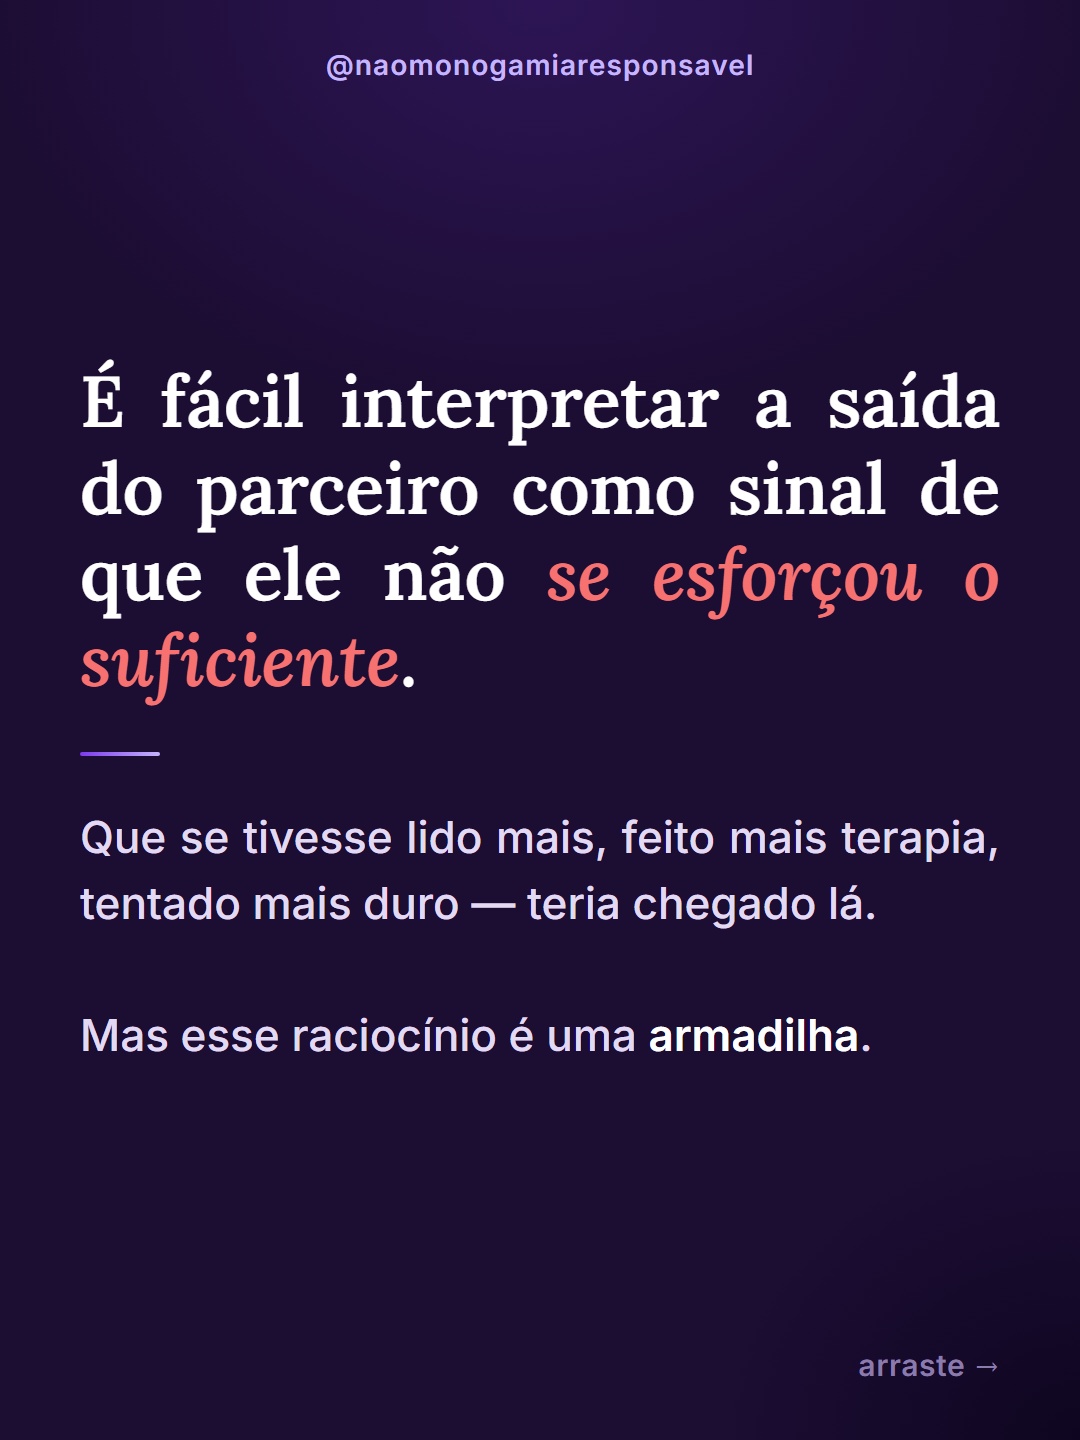 @naomonogamiaresponsavel
É fácil interpretar a saída
do parceiro como sinal de
que ele não se esforçou o
suficiente.
Que se tivesse lido mais, feito mais terapia,
tentado mais duro — teria chegado lá.
Mas esse raciocínio é uma armadilha.
arraste →